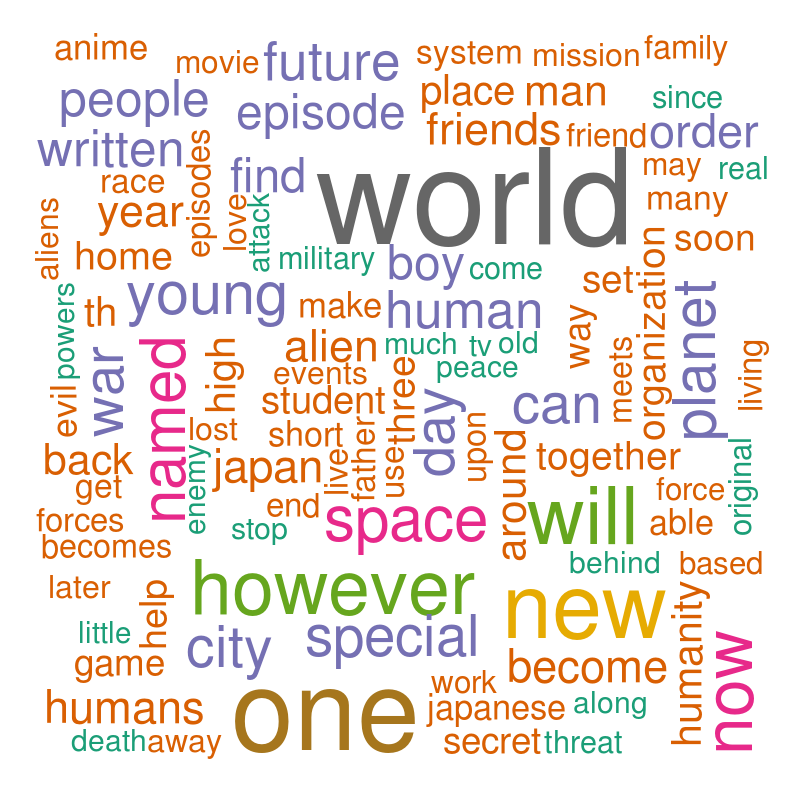 anime
movie
future
system
mission
family
people
episode
place
man
since
written
friends
friend
order
race
episodes
find
world
may
real
year
love
attack
many
aliens
home
military
boy
come
set
soon
organization
powers
th
young
make
human
way
planet
war
named
high
alien
much
tv
old
meets
living
evil
events
peace
student
three
day
can
lost
short
father
upon
back
japan
live
use
around
together
get
enemy
end
force
original
forces
stop
space
will
able
becomes
behind
based
later
help
however
new
humanity
little
city
special
now
game
become
humans
one
work
japanese
along
death
away
secret
threat